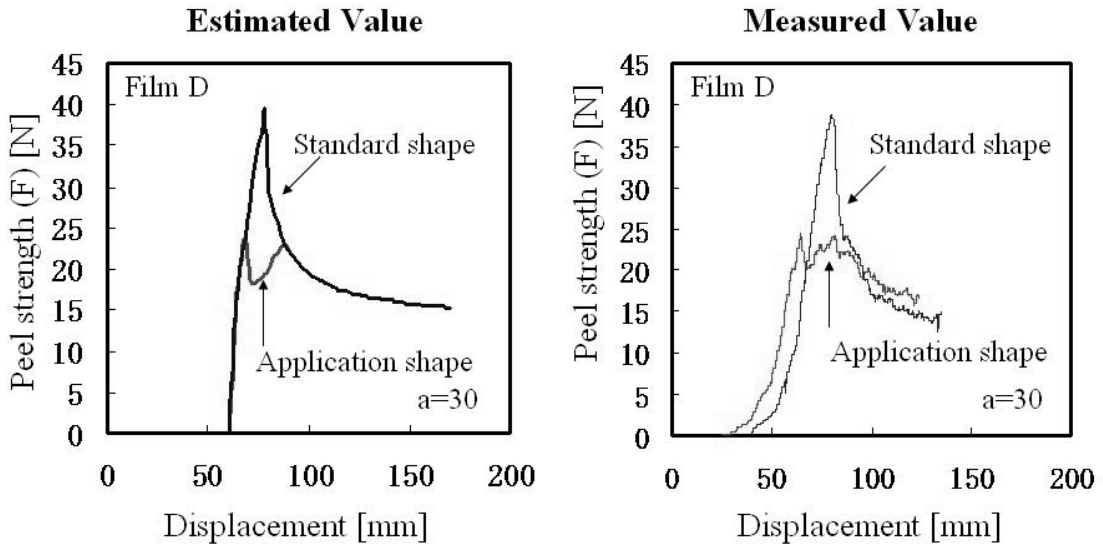 Estimated Value
Peel strength (F) [N]
45
40
35
30
25
20
15
10
5
0
Film D
Standard shape
Application shape
a=30
0 50 100 150 200
Displacement [mm]
Measured Value
Peel strength (F) [N]
45
40
35
30
25
20
15
10
5
0
Film D
Standard shape
Application shape
a=30
0 50 100 150 200
Displacement [mm]